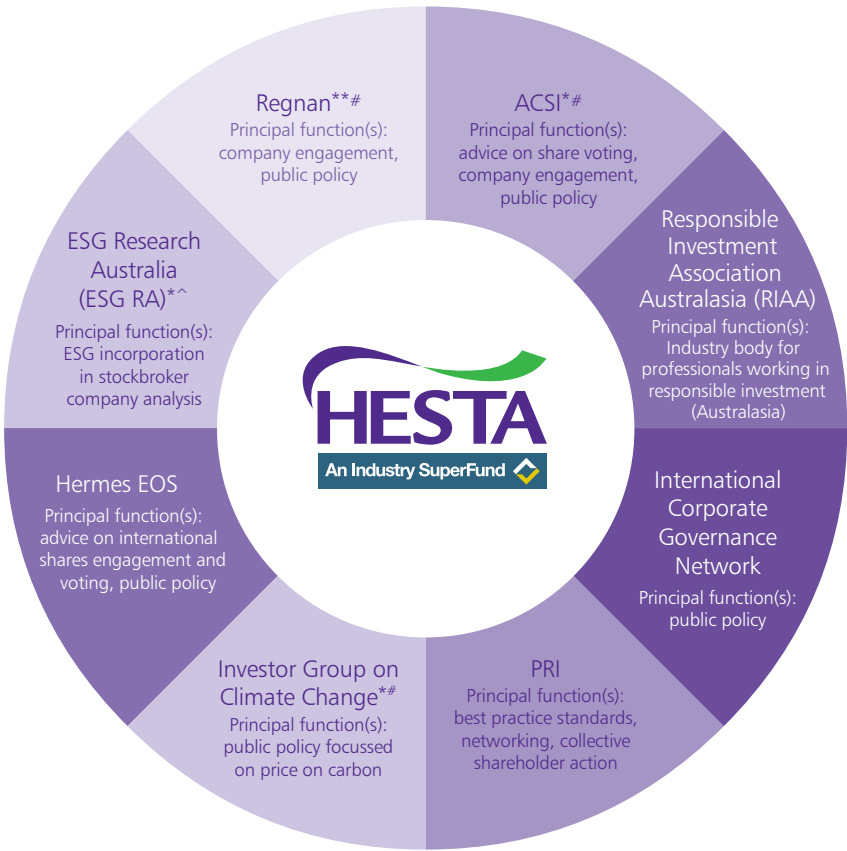 Regnan**#
Principal function(s):
company engagement,
public policy
ACSI*#
Principal function(s):
advice on share voting,
company engagement,
public policy
Responsible
Investment
Association
Australasia (RIAA)
Principal function(s):
Industry body for
professionals working in
responsible investment
(Australasia)
International
Corporate
Governance
Network
Principal function(s):
public policy
PRI
Principal function(s):
best practice standards,
networking, collective
shareholder action
Investor Group on
Climate Change*#
Principal function(s):
public policy focussed
on price on carbon
Hermes EOS
Principal function(s):
advice on international
shares engagement and
voting, public policy
ESG Research
Australia
(ESG RA)*^
Principal function(s):
ESG incorporation
in stockbroker
company analysis
HESTA
An Industry SuperFund